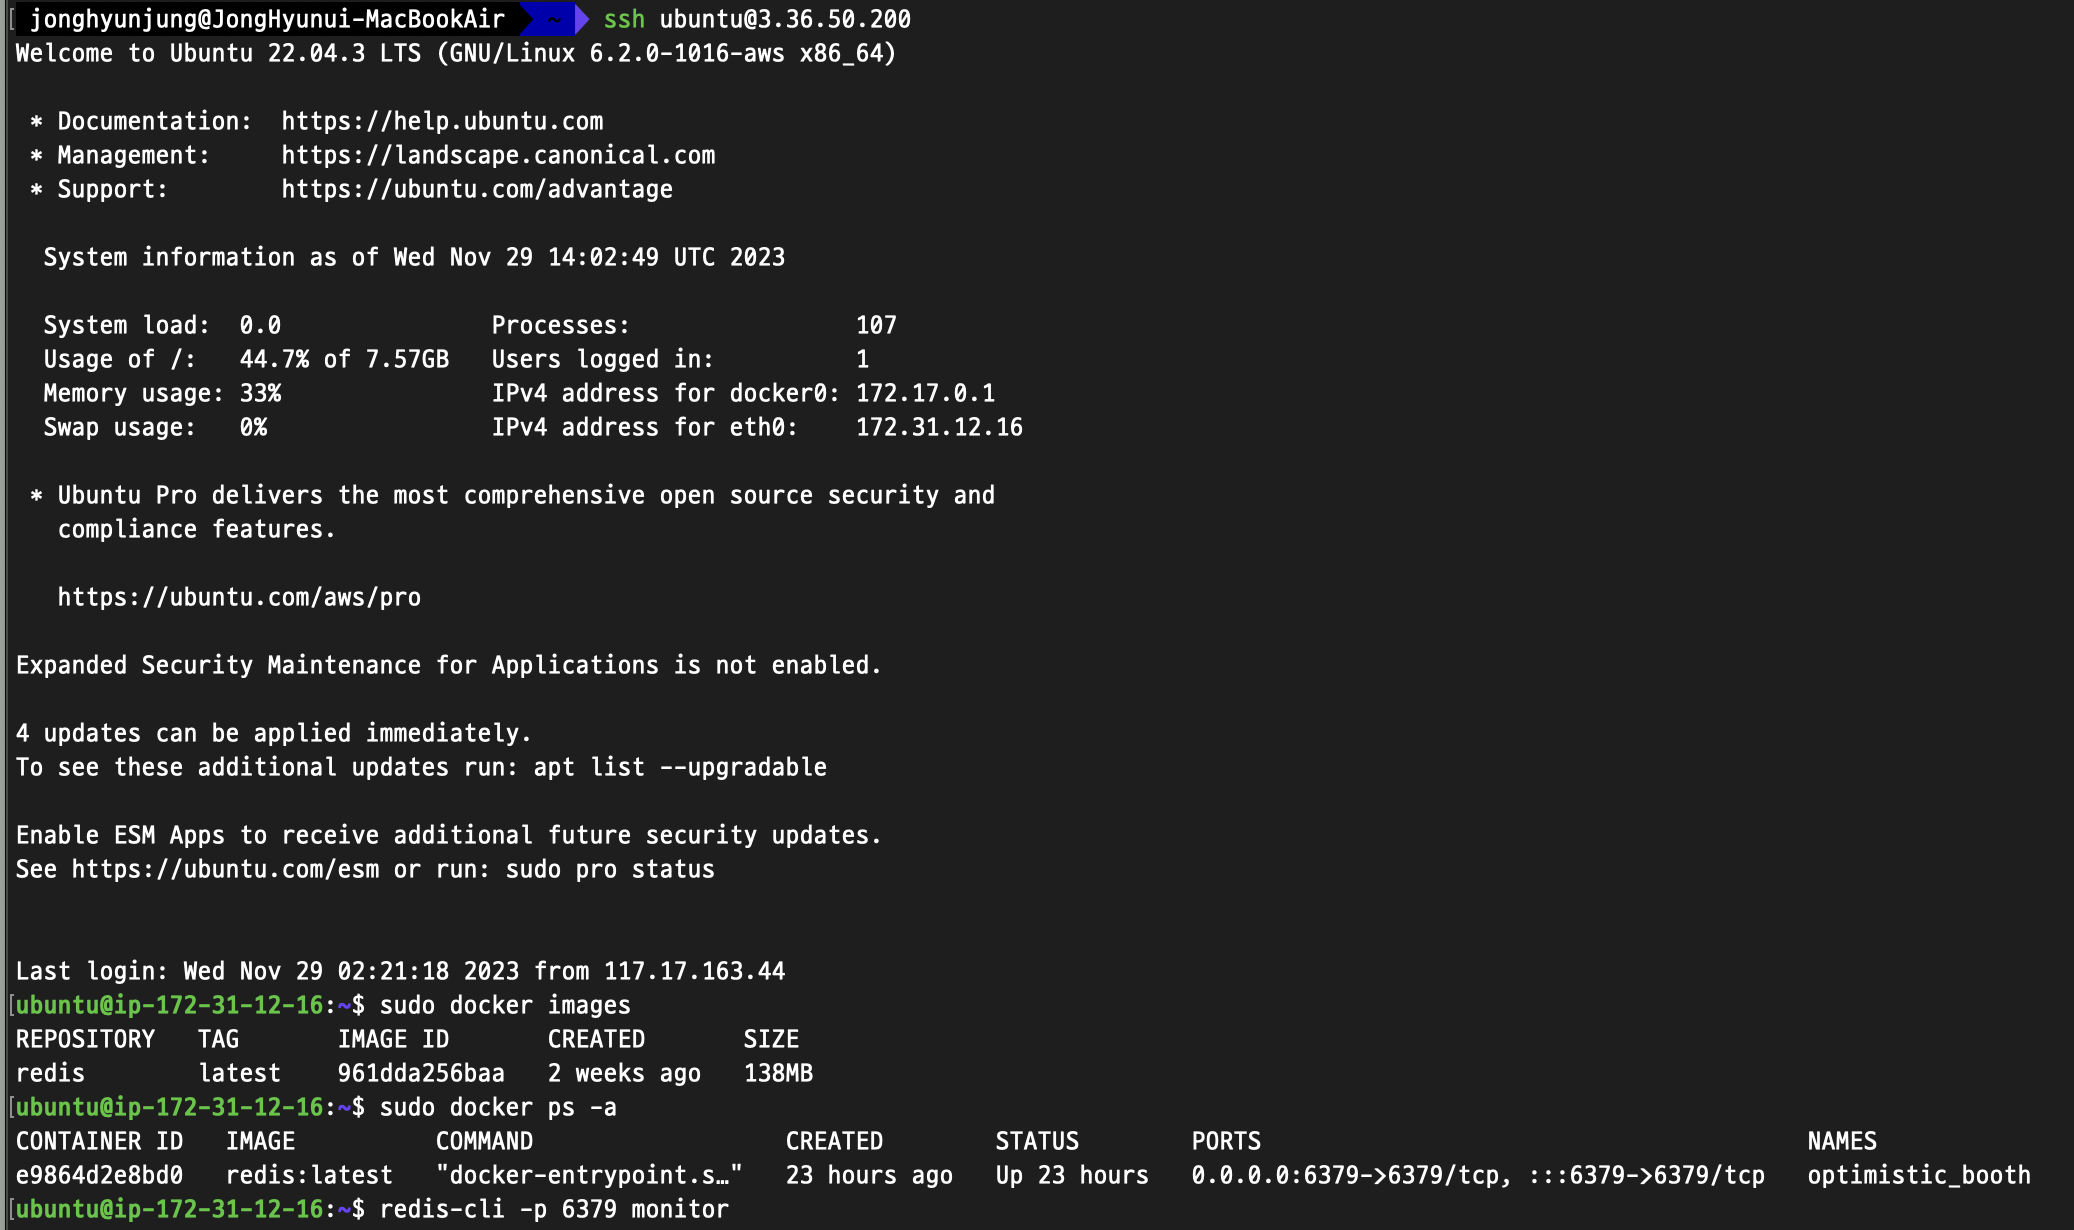 jonghyunjung@JongHyunui-MacBookAir ~ ssh ubuntu@3.36.50.200
Welcome to Ubuntu 22.04.3 LTS (GNU/Linux 6.2.0-1016-aws x86_64)
* Documentation: https://help.ubuntu.com
* Management: https://landscape.canonical.com
* Support: https://ubuntu.com/advantage
System information as of Wed Nov 29 14:02:49 UTC 2023
System load: 0.0 Processes: 107
Usage of /: 44.7% of 7.57GB Users logged in: 1
Memory usage: 33% IPv4 address for docker0: 172.17.0.1
Swap usage: 0% IPv4 address for eth0: 172.31.12.16
* Ubuntu Pro delivers the most comprehensive open source security and
compliance features.
https://ubuntu.com/aws/pro
Expanded Security Maintenance for Applications is not enabled.
4 updates can be applied immediately.
To see these additional updates run: apt list --upgradable
Enable ESM Apps to receive additional future security updates.
See https://ubuntu.com/esm or run: sudo pro status
Last login: Wed Nov 29 02:21:18 2023 from 117.17.163.44
[ubuntu@ip-172-31-12-16:~$ sudo docker images
REPOSITORY TAG IMAGE ID CREATED SIZE
redis latest 961dda256baa 2 weeks ago 138MB
[ubuntu@ip-172-31-12-16:~$ sudo docker ps -a
CONTAINER ID IMAGE COMMAND CREATED STATUS PORTS NAMES
e9864d2e8bd0 redis:latest "docker-entrypoint.s…" 23 hours ago Up 23 hours 0.0.0.0:6379->6379/tcp, :::6379->6379/tcp optimistic_booth
[ubuntu@ip-172-31-12-16:~$ redis-cli -p 6379 monitor